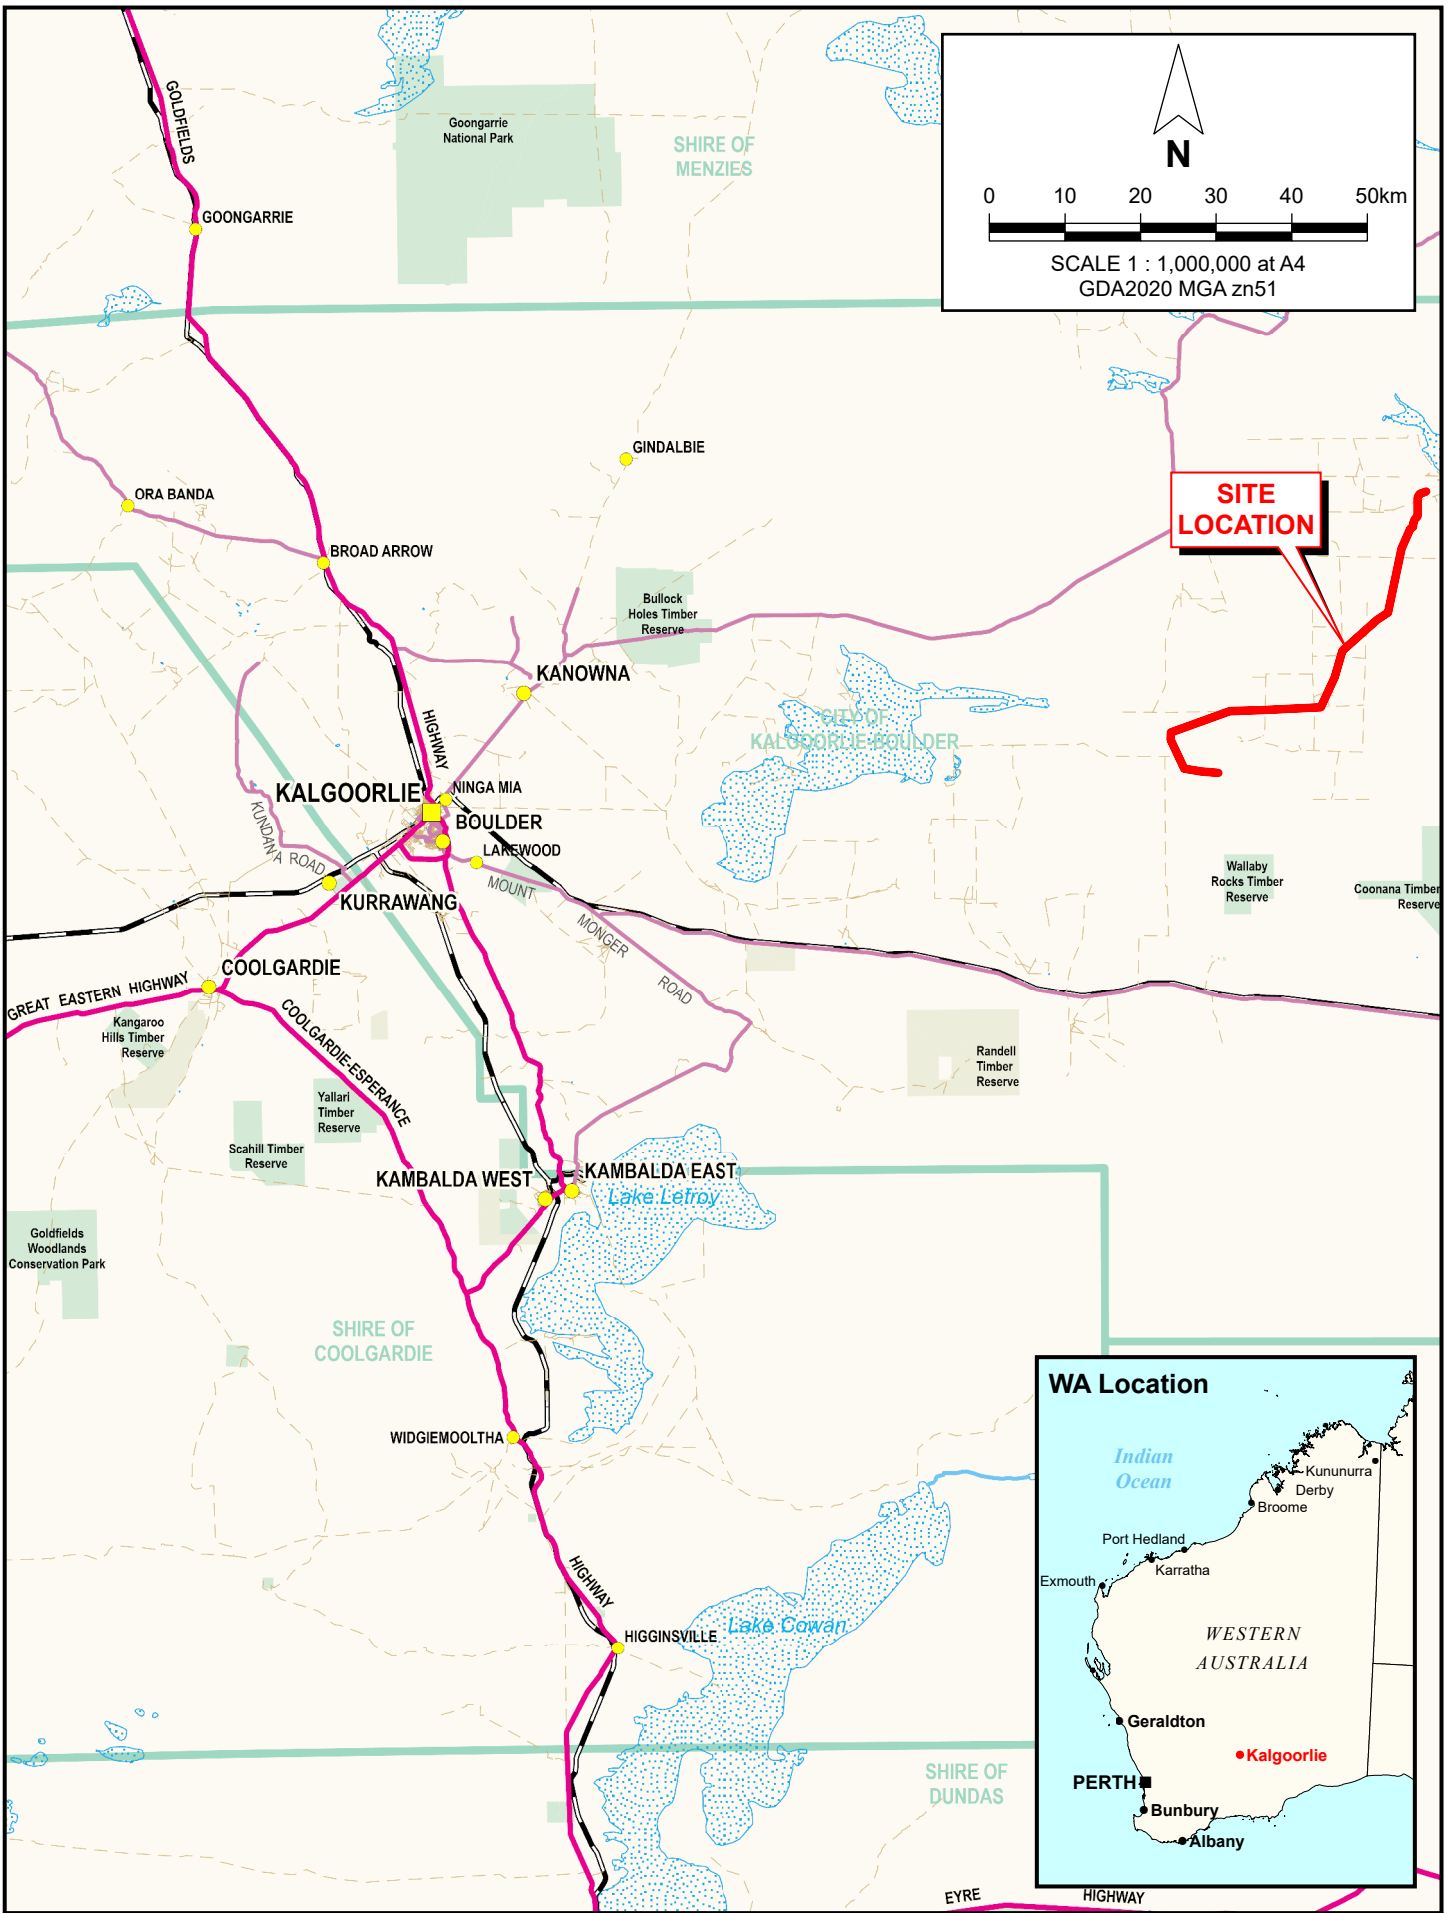 GOLDFIELDS
Goongarrie
National Park
SHIRE OF
MENZIES
N
0 10 20 30 40 50km
SCALE 1 : 1,000,000 at A4
GDA2020 MGA zn51
GOONGARRIE
GINDALBIE
ORA BANDA
SITE
LOCATION
BROAD ARROW
Bullock
Holes Timber
Reserve
KANOWNA
HIGHWAY
CITY OF
KALGOORLIE-BOULDER
KALGOORLIE
NINGA MIA
BOULDER
LAKEWOOD
KUNDANA ROAD
KURRAWANG
MOUNT
MONGER
ROAD
Wallaby
Rocks Timber
Reserve
Coonana Timber
Reserve
COOLGARDIE
GREAT EASTERN HIGHWAY
Kangaroo
Hills Timber
Reserve
COOLGARDIE-ESPERANCE
Randell
Timber
Reserve
Yallari
Timber
Reserve
Scahill Timber
Reserve
KAMBALDA WEST
KAMBALDA EAST
Lake Lefroy
Goldfields
Woodlands
Conservation Park
SHIRE OF
COOLGARDIE
WIDGIEMOOLTHA
HIGHWAY
HIGGINSVILLE
Lake Cowan
SHIRE OF
DUNDAS
EYRE HIGHWAY
WA Location
Indian
Ocean
Kununurra
Derby
Broome
Port Hedland
Karratha
Exmouth
WESTERN
AUSTRALIA
Geraldton
Kalgoorlie
PERTH
Bunbury
Albany